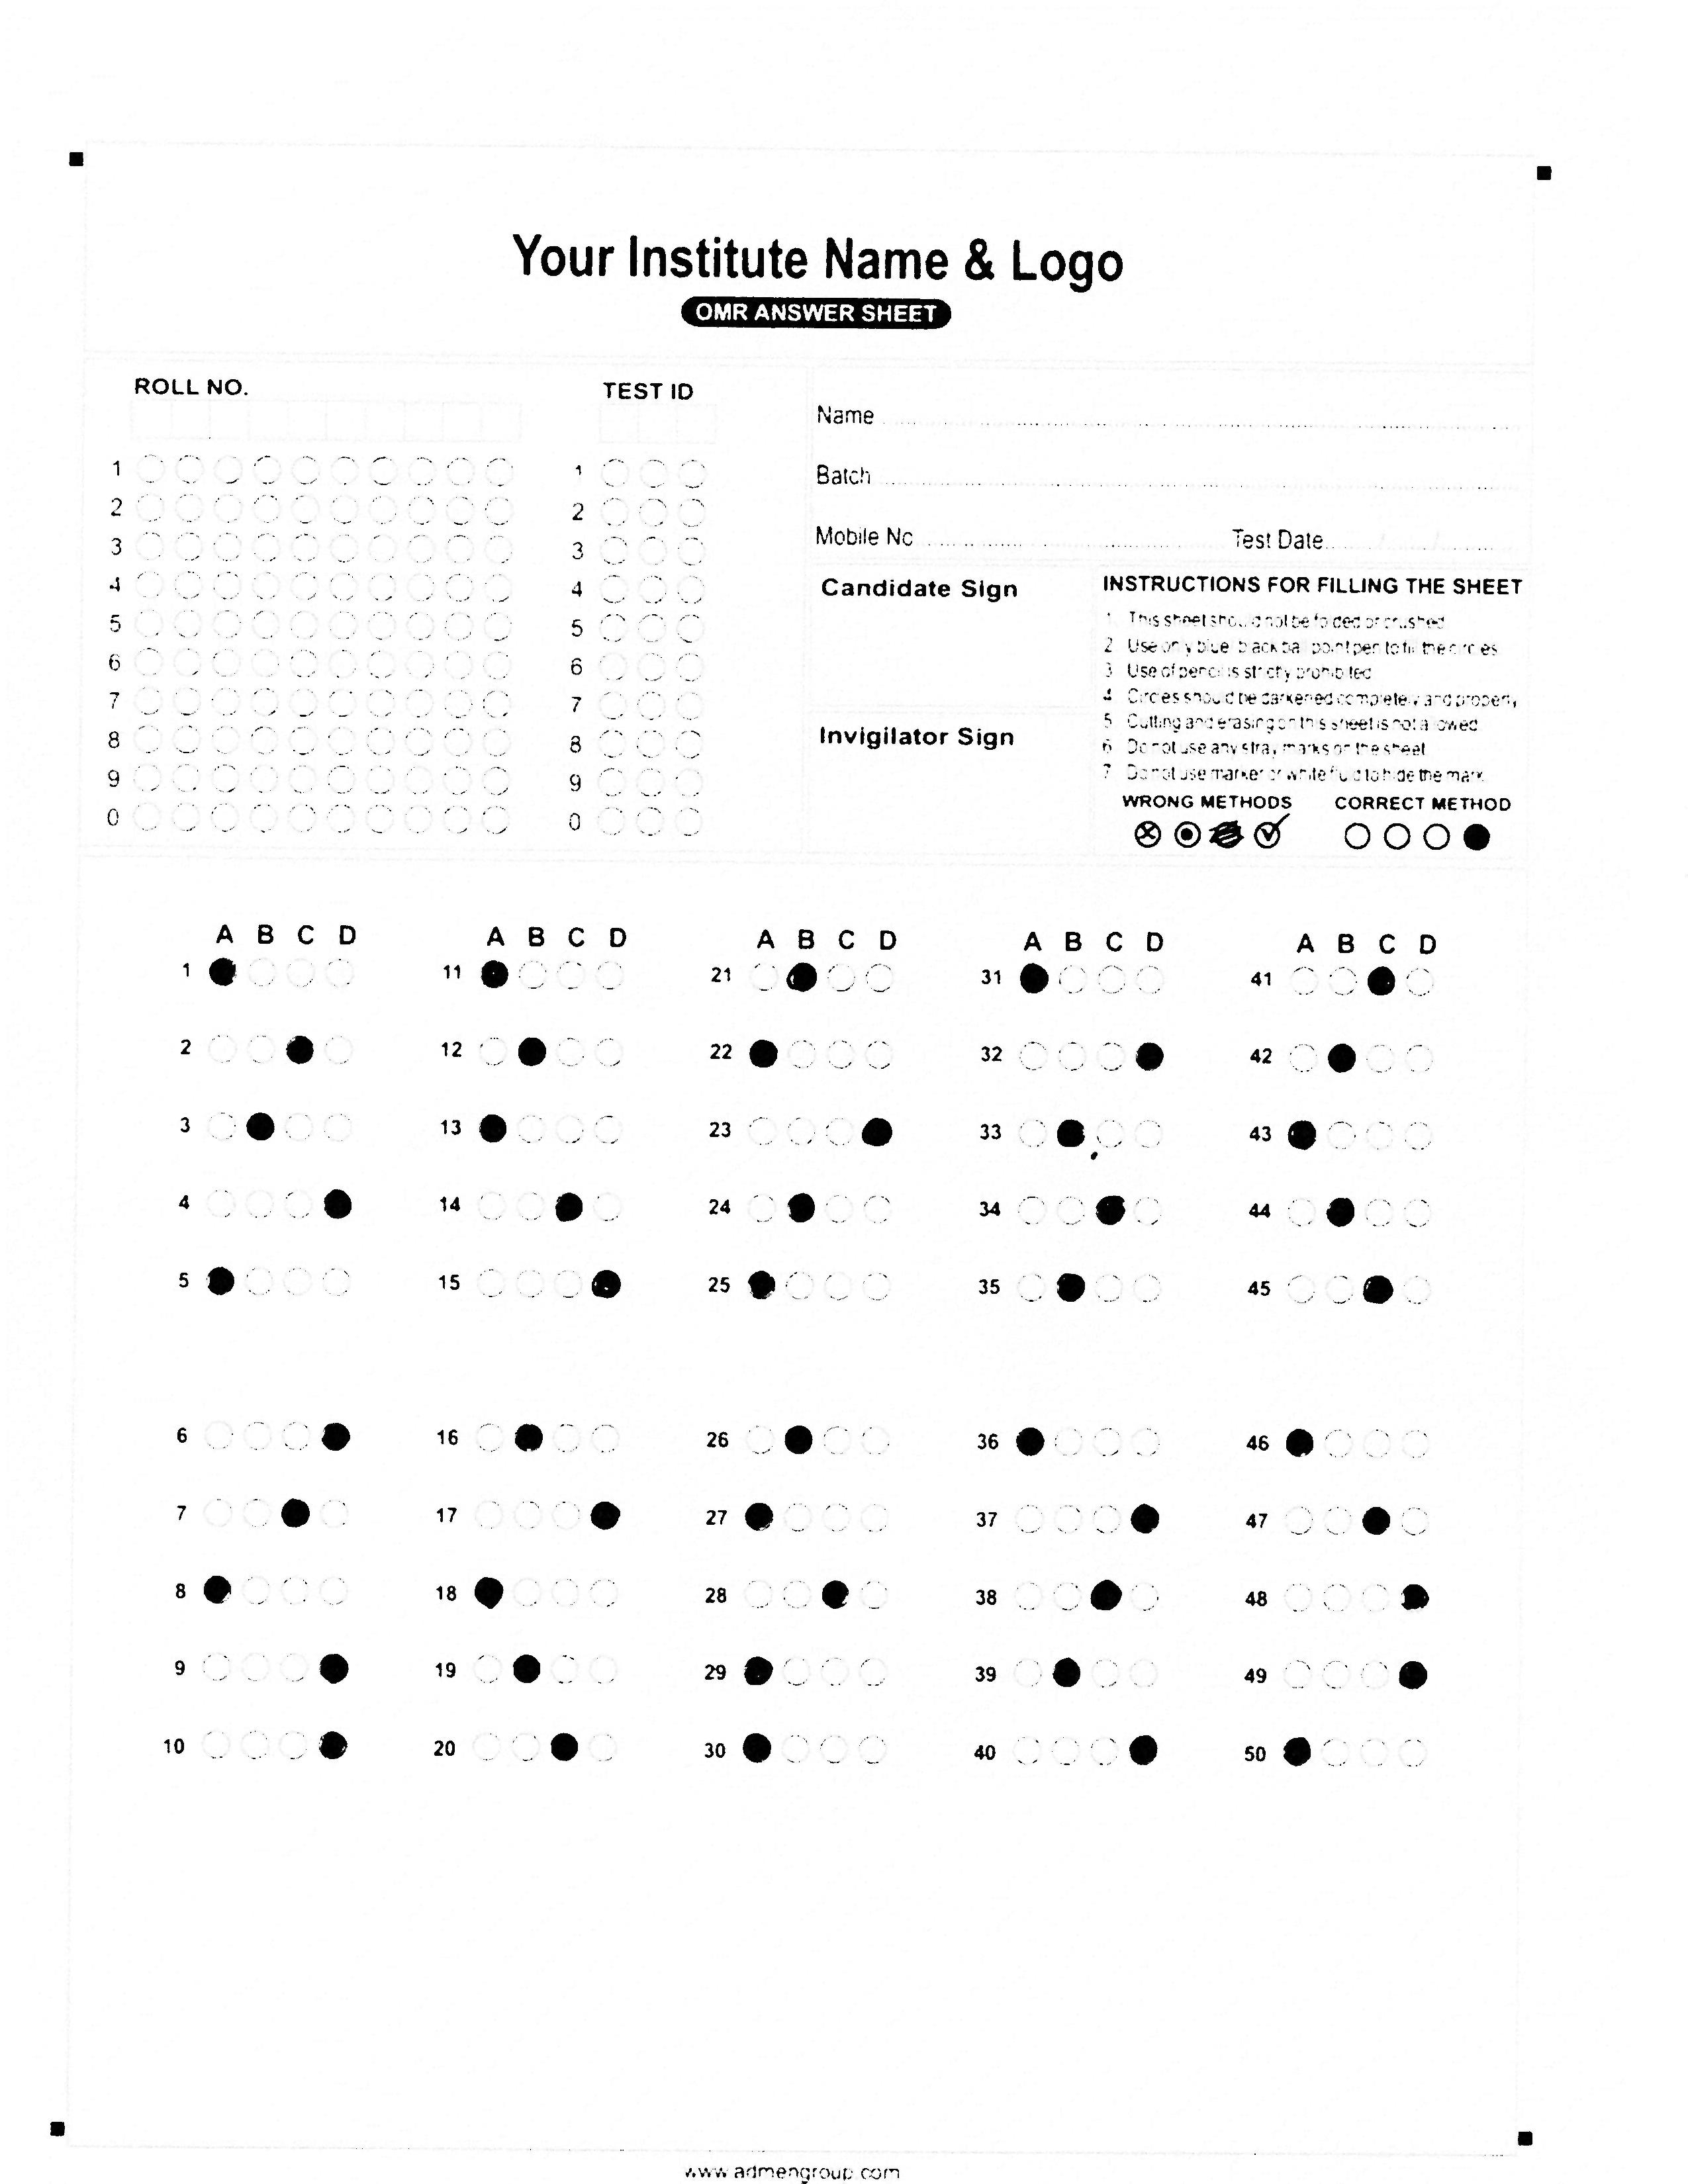 Your Institute Name & Logo
OMR ANSWER SHEET
ROLL NO.
TEST ID
1
2
3
4
5
6
7
8
9
0
1
2
3
4
5
6
7
8
9
0
Name
Batch
Mobile No
Test Date
Candidate Sign
Invigilator Sign
INSTRUCTIONS FOR FILLING THE SHEET
1. This sheet should not be folded or crushed
2. Use only blue black ball point pen to fill the circles
3. Use of pencil is strictly prohibited
4. Circles should be darkened completely and properly
5. Cutting and erasing on this sheet is not allowed
6. Do not use any stray marks on the sheet
7. Do not use marker or white fluid to hide the mark
WRONG METHODS CORRECT METHOD
A B C D A B C D A B C D A B C D A B C D
1 11 21 31 41
2 12 22 32 42
3 13 23 33 43
4 14 24 34 44
5 15 25 35 45
6 16 26 36 46
7 17 27 37 47
8 18 28 38 48
9 19 29 39 49
10 20 30 40 50
www.admengroup.com